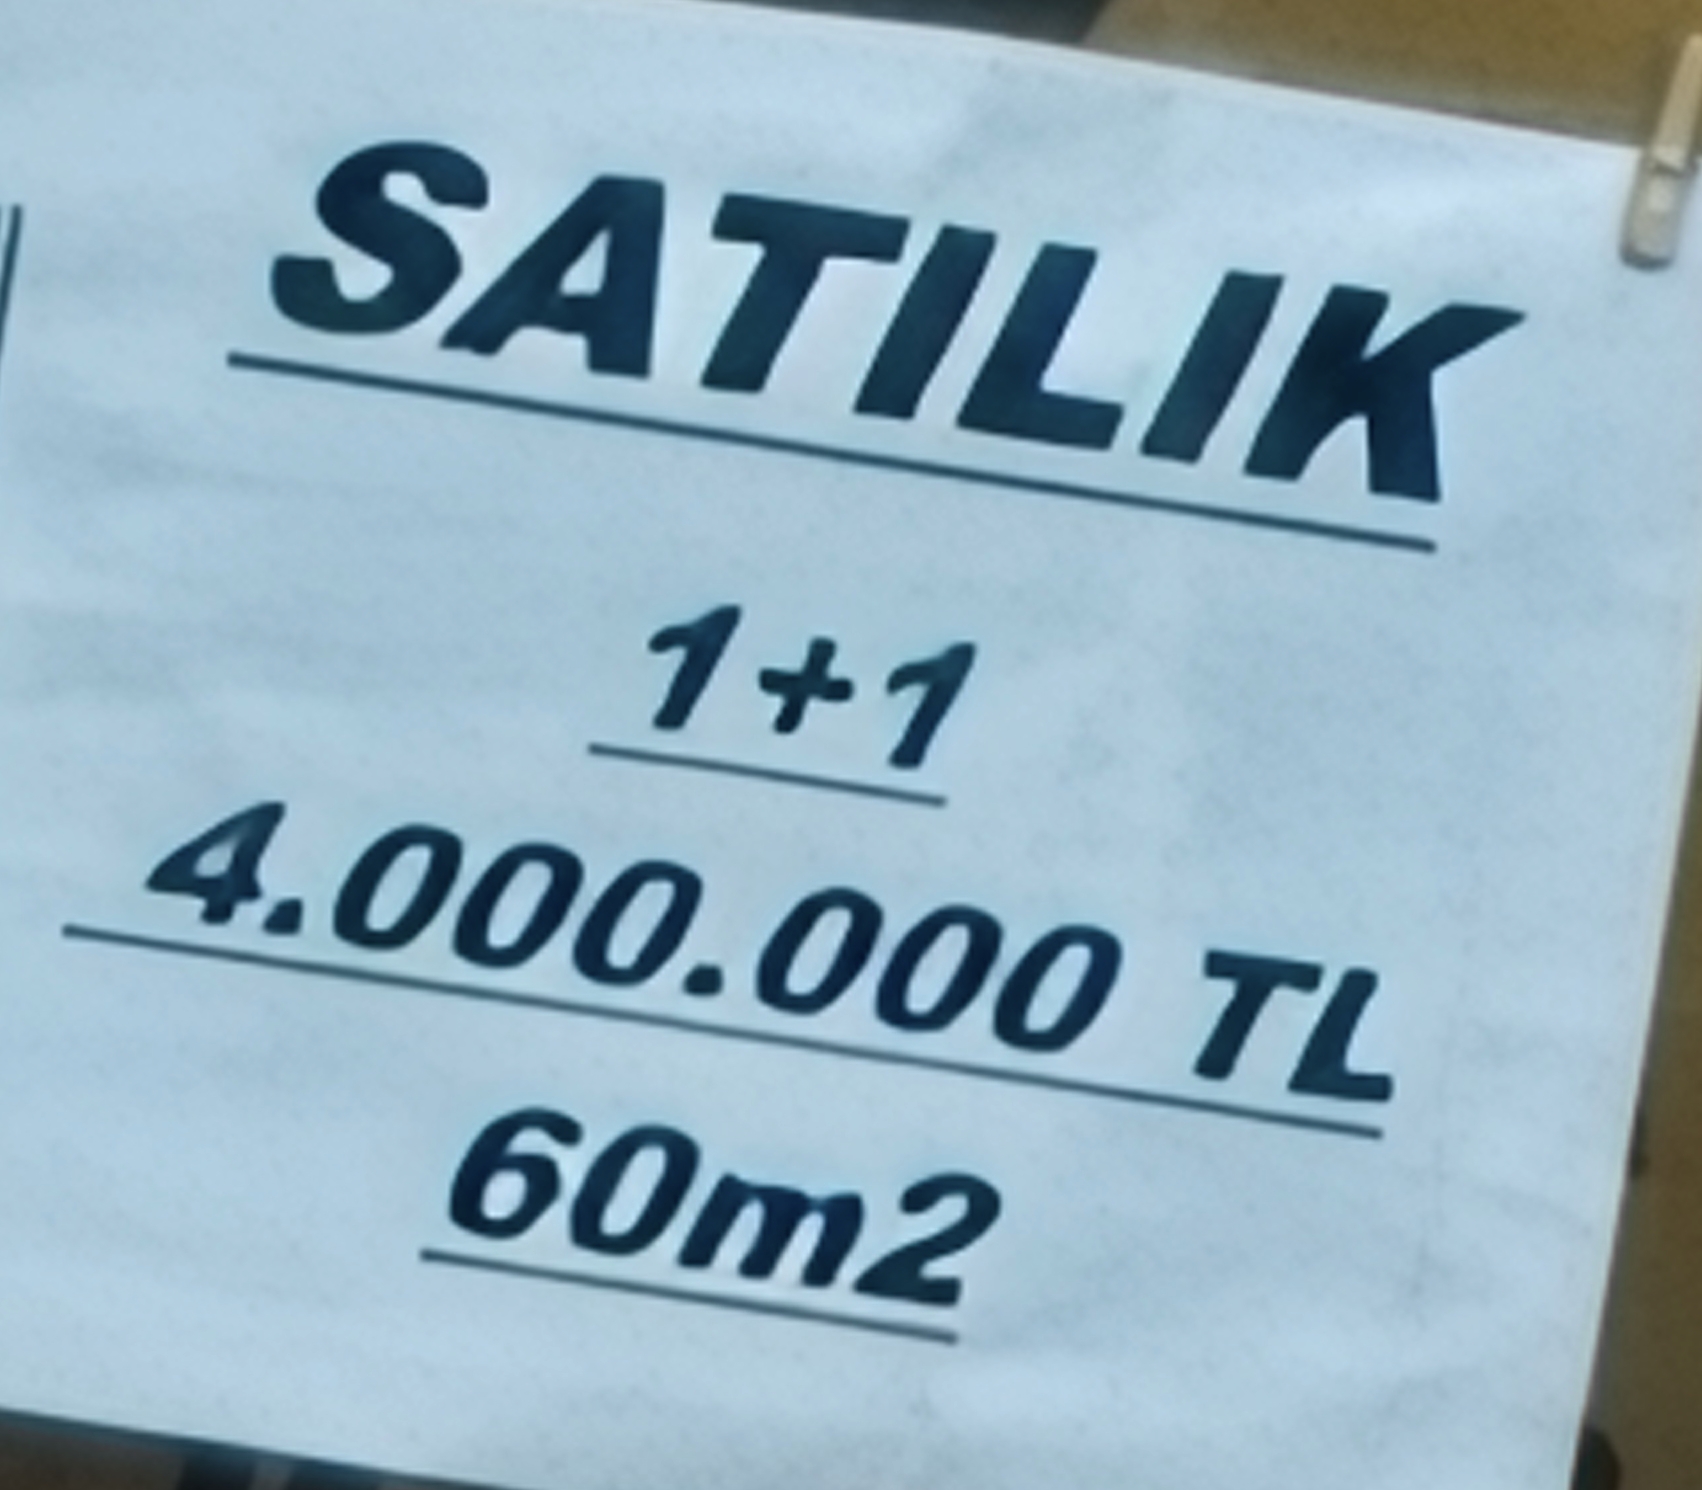 SATILIK
1+1
4.000.000 TL
60m2